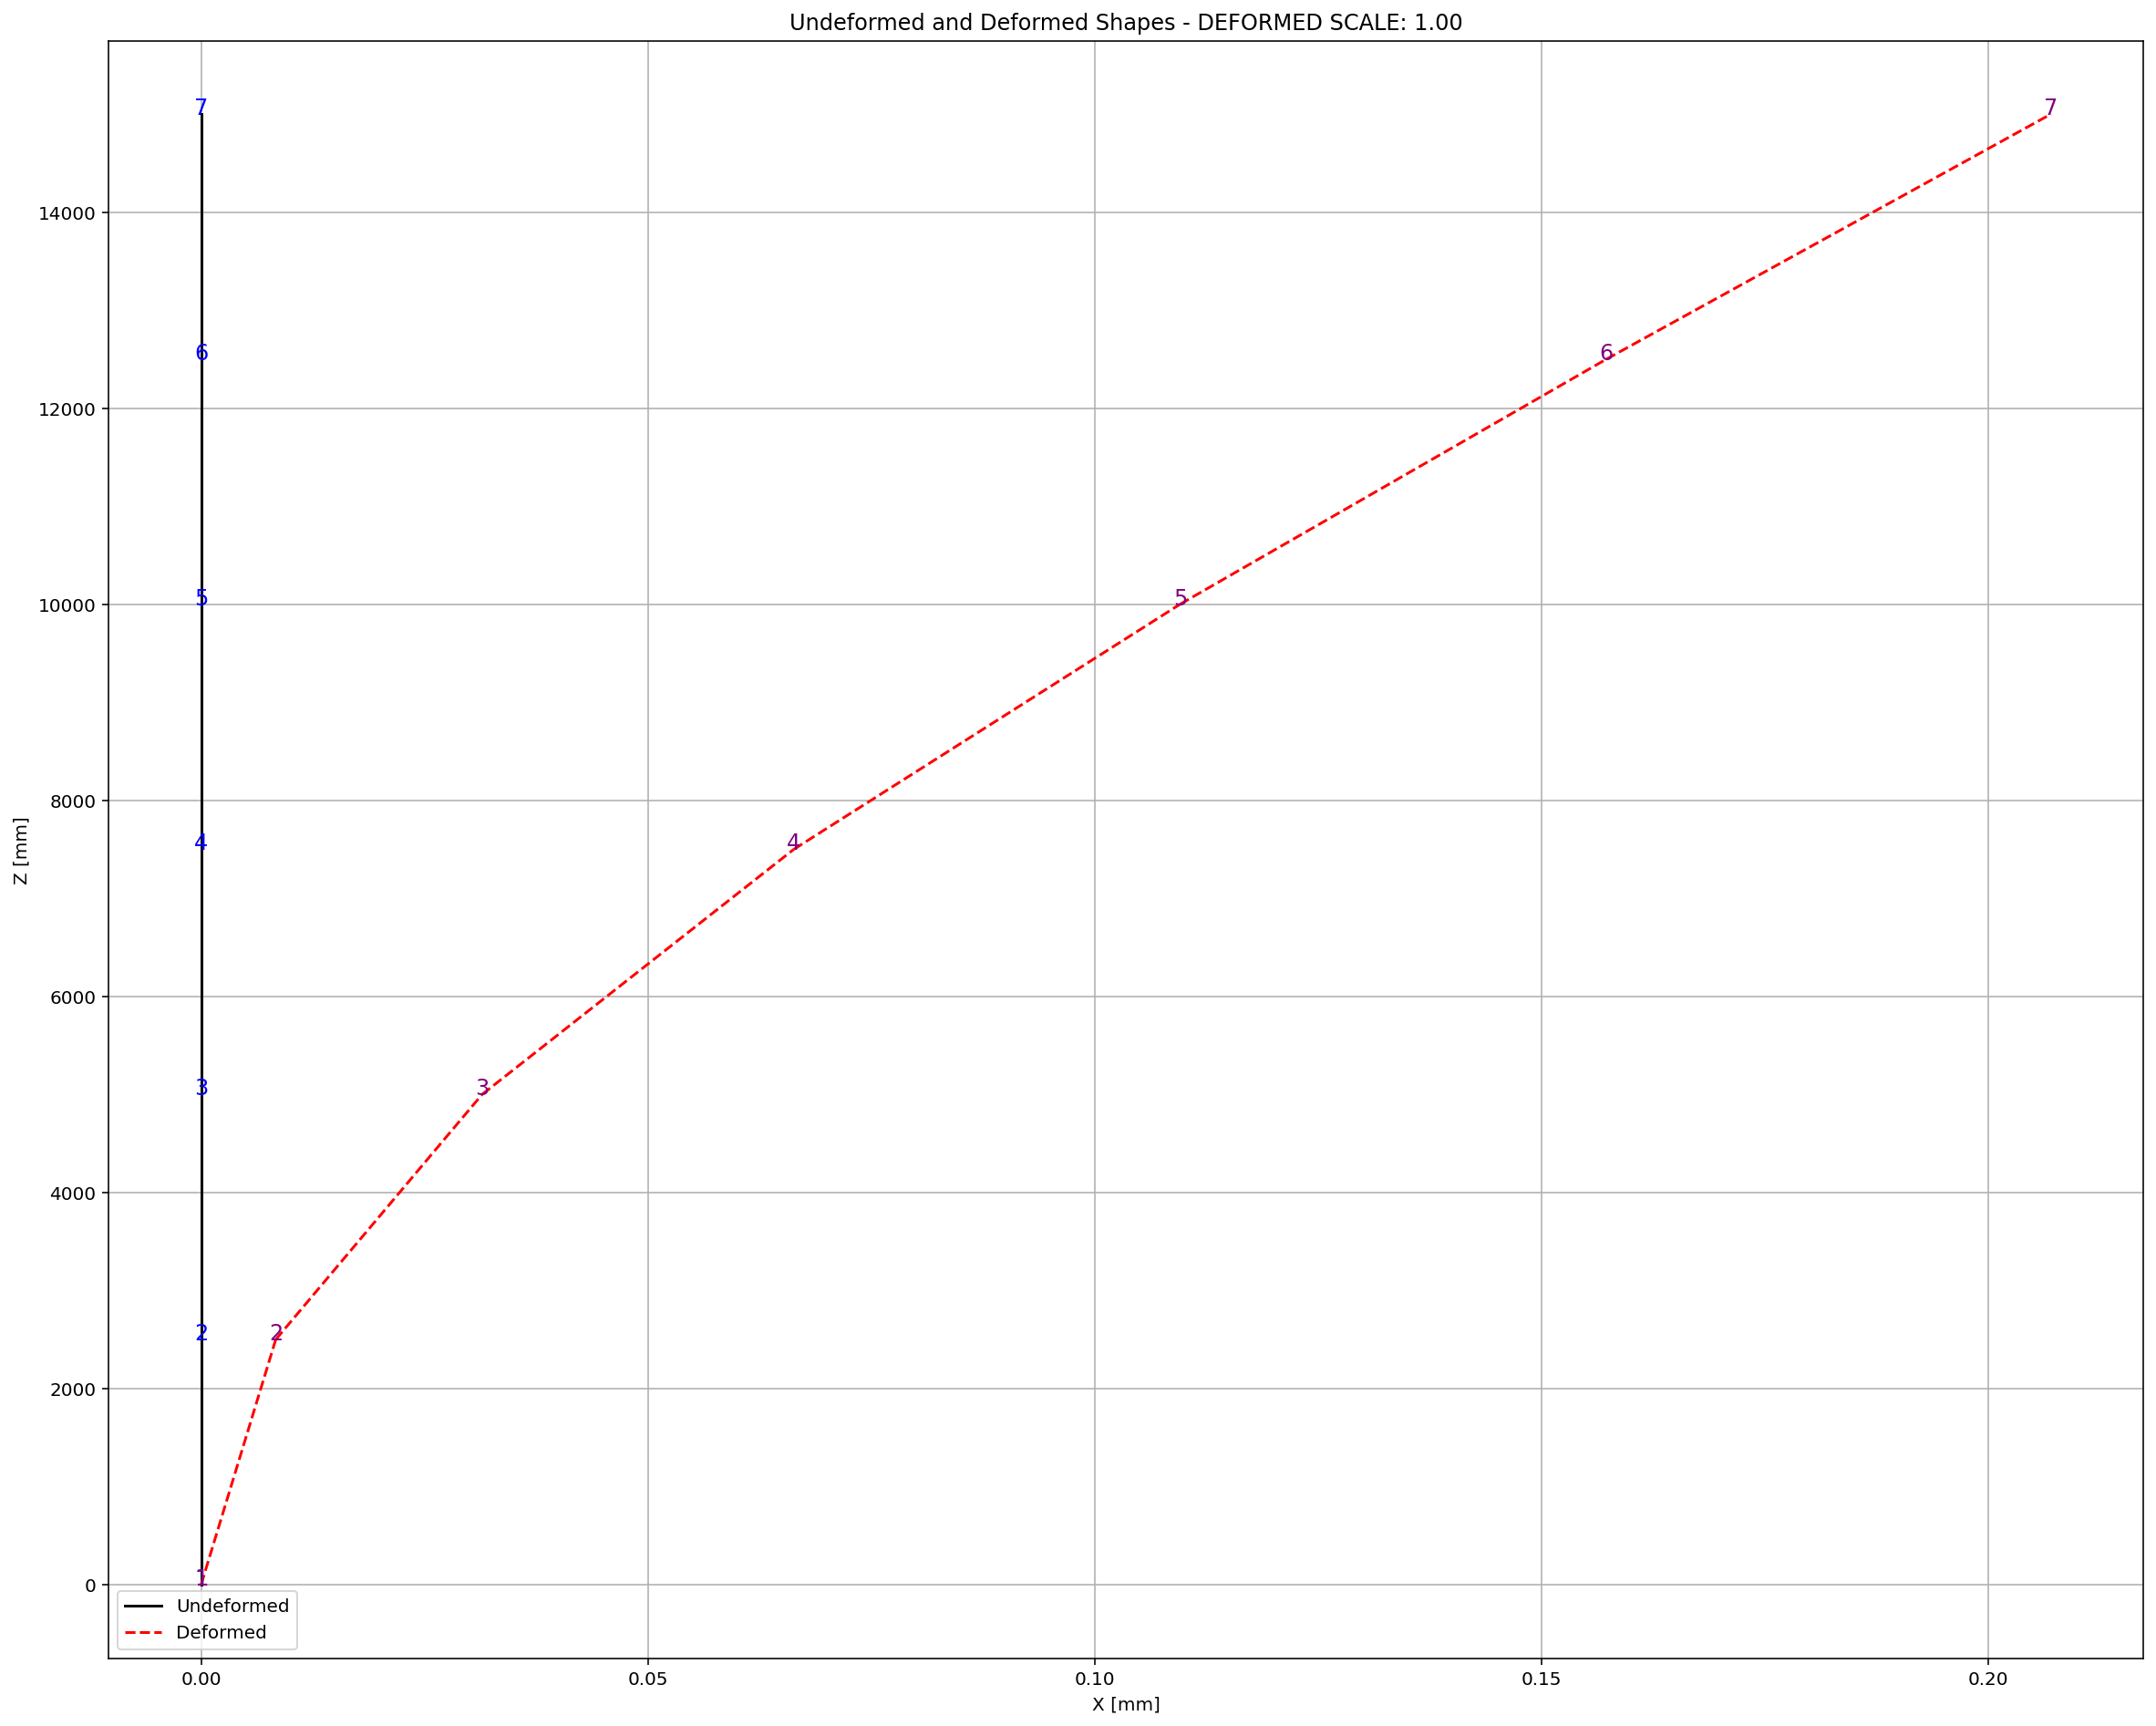 Undeformed and Deformed Shapes - DEFORMED SCALE: 1.00
7 7
14000
6 6
12000
5 5
10000
8000
4 4
Z [mm]
6000
3 3
4000
2 2
2000
1
0
Undeformed
Deformed
0.00 0.05 0.10 0.15 0.20
X [mm]